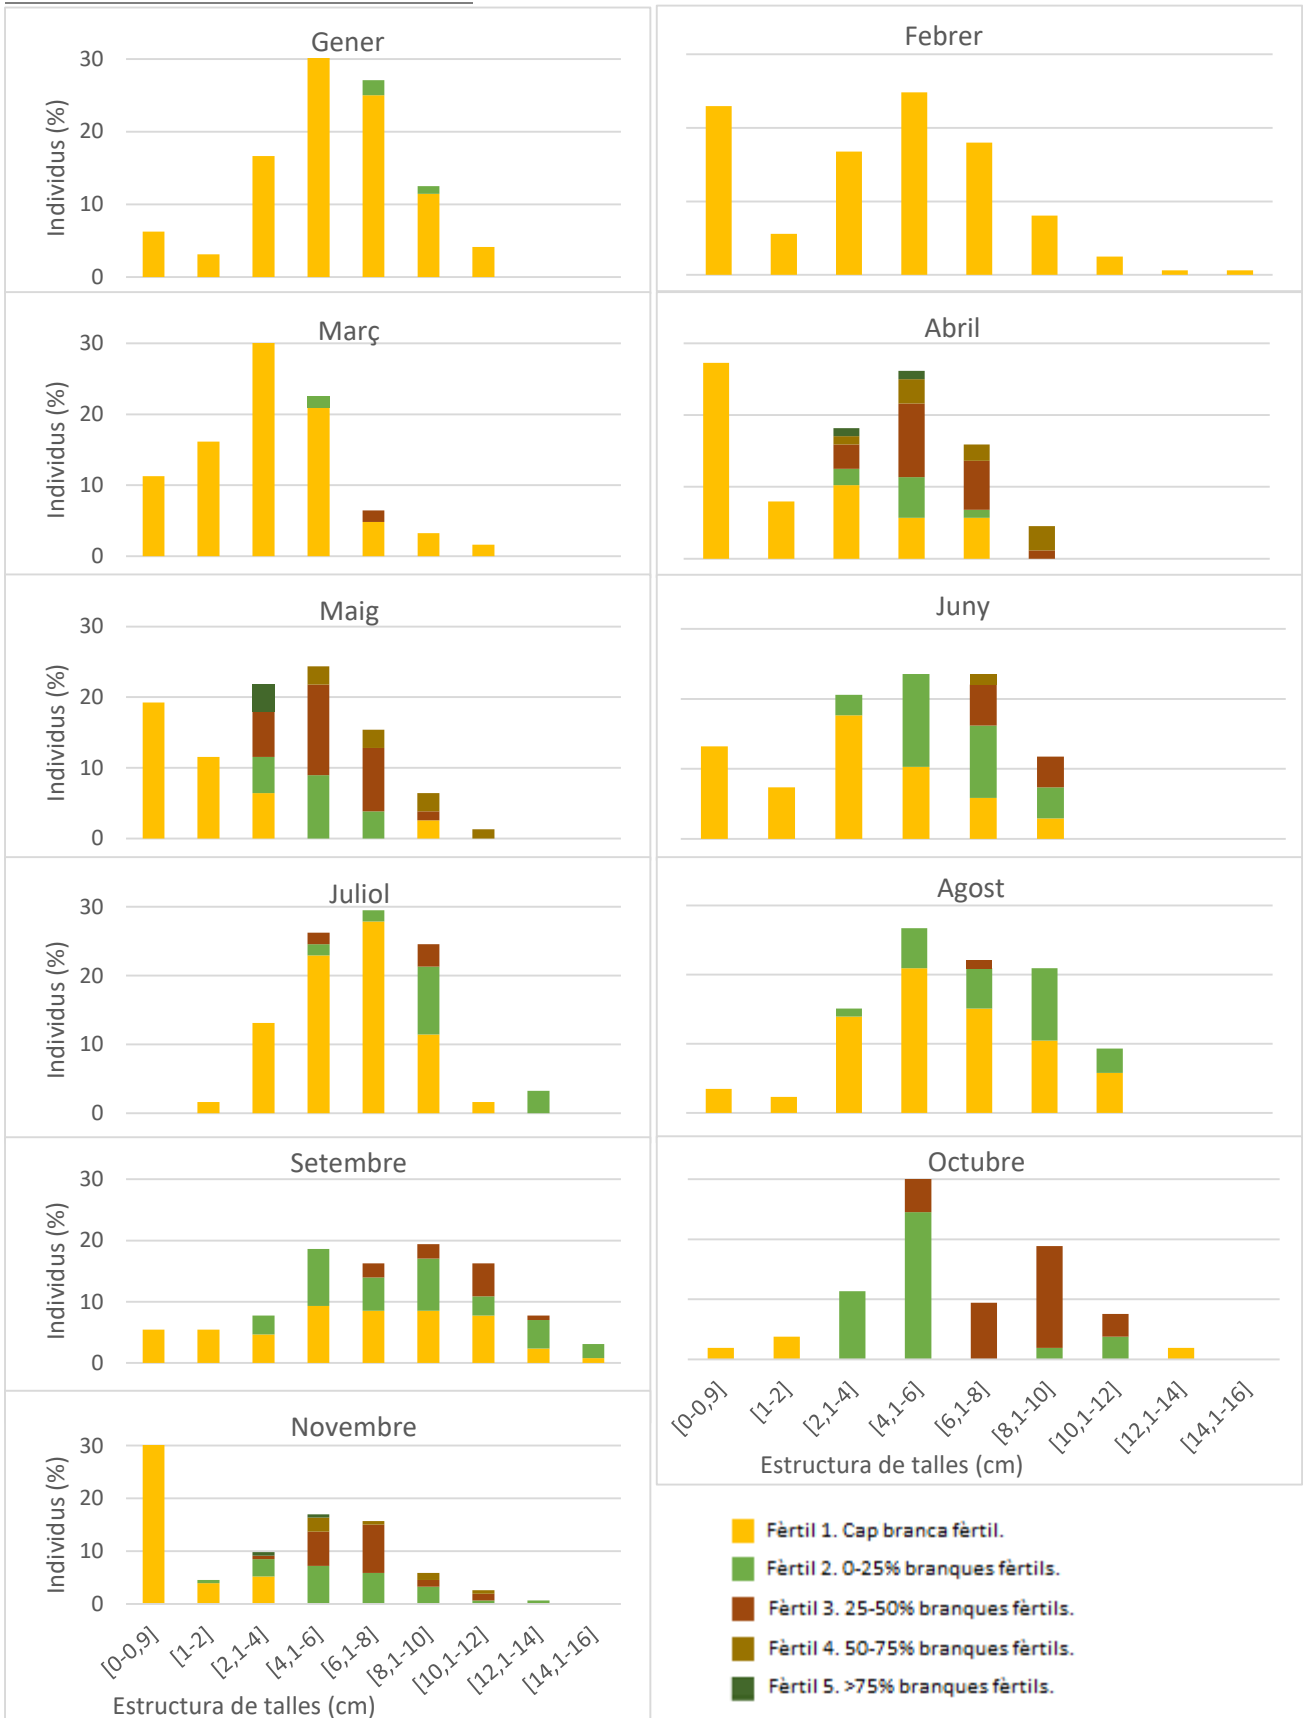 Gener
30
20
10
0
Individus (%)
Febrer
Març
30
20
10
0
Individus (%)
Abril
Maig
30
20
10
0
Individus (%)
Juny
Juliol
30
20
10
0
Individus (%)
Agost
Setembre
30
20
10
0
Individus (%)
Octubre
[0-0,9]
[1-2]
[2,1-4]
[4,1-6]
[6,1-8]
[8,1-10]
[10,1-12]
[12,1-14]
[14,1-16]
Estructura de talles (cm)
Novembre
30
20
10
0
Individus (%)
[0-0,9]
[1-2]
[2,1-4]
[4,1-6]
[6,1-8]
[8,1-10]
[10,1-12]
[12,1-14]
[14,1-16]
Estructura de talles (cm)
Fèrtil 1. Cap branca fèrtil.
Fèrtil 2. 0-25% branques fèrtils.
Fèrtil 3. 25-50% branques fèrtils.
Fèrtil 4. 50-75% branques fèrtils.
Fèrtil 5. >75% branques fèrtils.